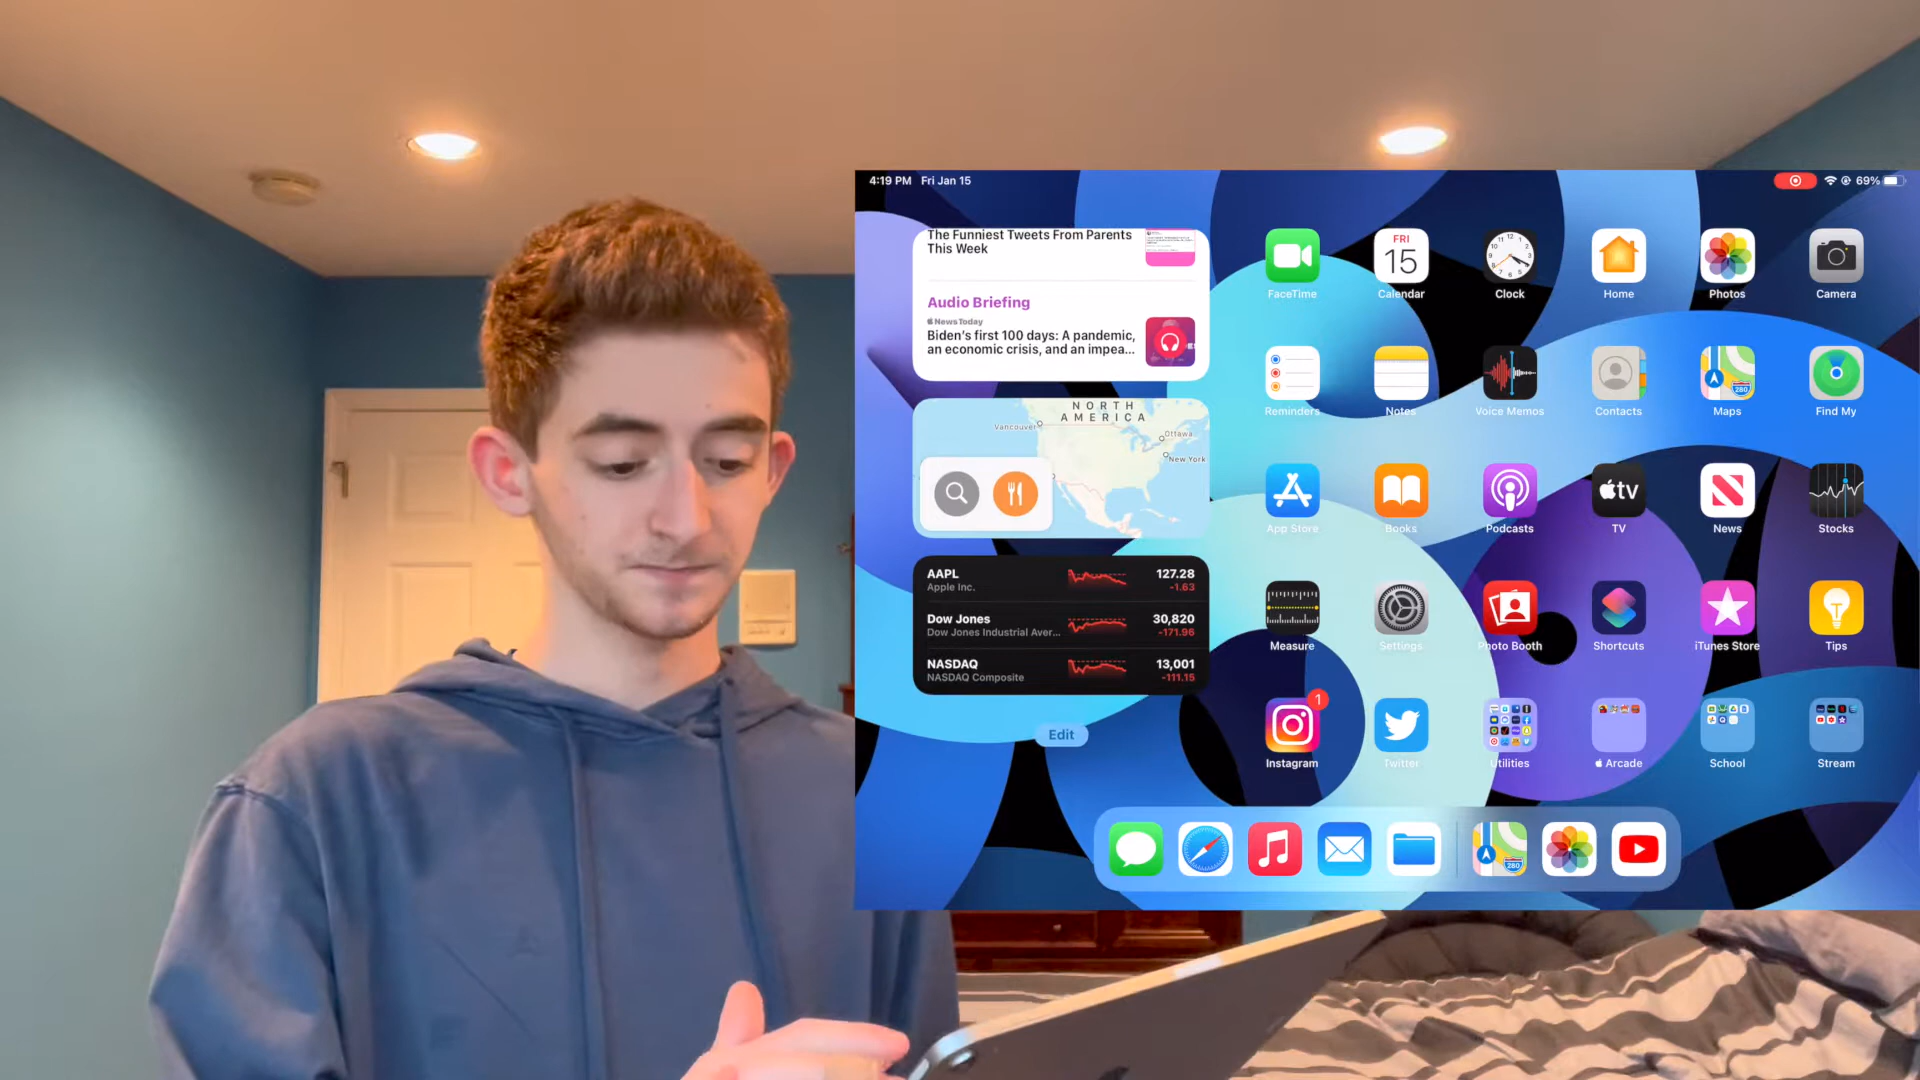 4:19 PM Fri Jan 15
69%
The Funniest Tweets From Parents
This Week
Audio Briefing
News Today
Biden's first 100 days: A pandemic,
an economic crisis, and an impea...
NORTH
AMERICA
Vancouver
Ottawa
New York
AAPL 127.28
Apple Inc. -1.63
Dow Jones 30,820
Dow Jones Industrial Aver... -171.96
NASDAQ 13,001
NASDAQ Composite -111.15
Edit
FRI
15
FaceTime Calendar Clock Home Photos Camera
280
Reminders Notes Voice Memos Contacts Maps Find My
tv
App Store Books Podcasts TV News Stocks
Measure Settings Photo Booth Shortcuts iTunes Store Tips
1
Instagram Twitter Utilities Arcade School Stream
280